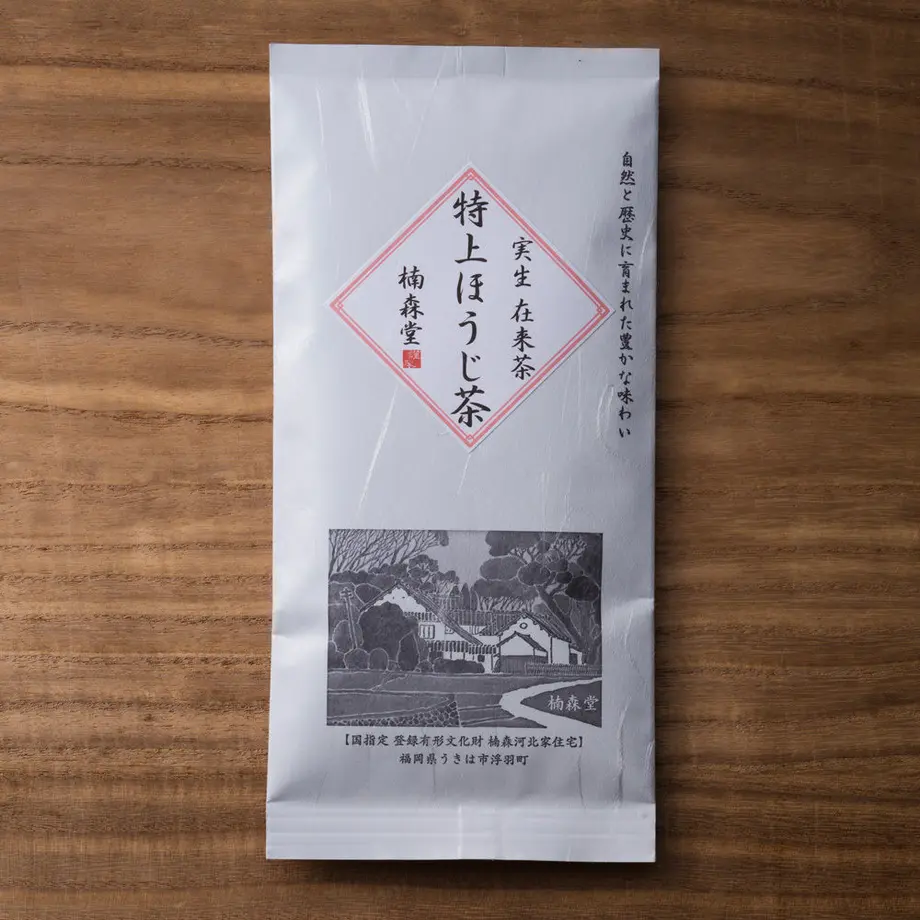 自然と歴史に育まれた豊かな味わい
実生 在来茶
特上ほうじ茶
楠森堂
楠森堂
【国指定 登録有形文化財 楠森河北家住宅】
福岡県うきは市浮羽町